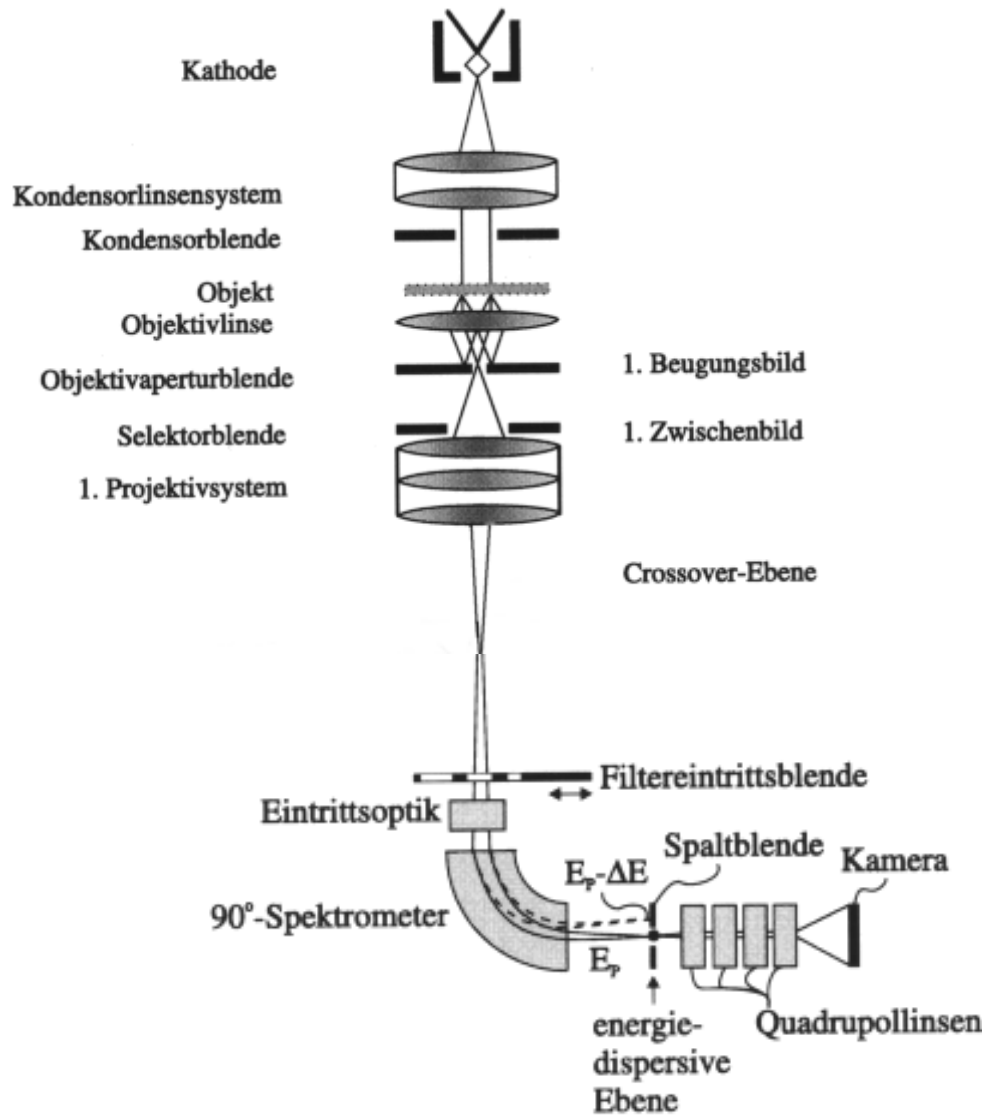 Kathode
Kondensorlinsensystem
Kondensorblende
Objekt
Objektivlinse
Objektivaperturblende
1. Beugungsbild
Selektorblende
1. Zwischenbild
1. Projektivsystem
Crossover-Ebene
Filtereintrittsblende
Eintrittsoptik
Spaltblende
Kamera
E_P-ΔE
90°-Spektrometer
E_P
energie-
dispersive
Ebene
Quadrupollinsen